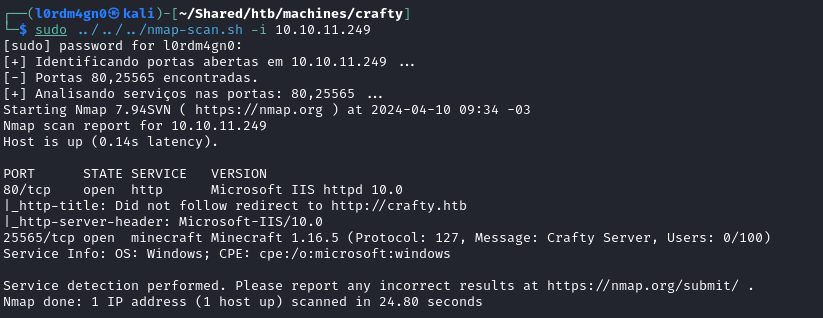 ┌──(l0rdm4gn0㉿kali)-[~/Shared/htb/machines/crafty]
└─$ sudo ../../../nmap-scan.sh -i 10.10.11.249
[sudo] password for l0rdm4gn0:
[+] Identificando portas abertas em 10.10.11.249 ...
[-] Portas 80,25565 encontradas.
[+] Analisando serviços nas portas: 80,25565 ...
Starting Nmap 7.94SVN ( https://nmap.org ) at 2024-04-10 09:34 -03
Nmap scan report for 10.10.11.249
Host is up (0.14s latency).

PORT      STATE SERVICE   VERSION
80/tcp    open  http      Microsoft IIS httpd 10.0
|_http-title: Did not follow redirect to http://crafty.htb
|_http-server-header: Microsoft-IIS/10.0
25565/tcp open  minecraft Minecraft 1.16.5 (Protocol: 127, Message: Crafty Server, Users: 0/100)
Service Info: OS: Windows; CPE: cpe:/o:microsoft:windows

Service detection performed. Please report any incorrect results at https://nmap.org/submit/ .
Nmap done: 1 IP address (1 host up) scanned in 24.80 seconds